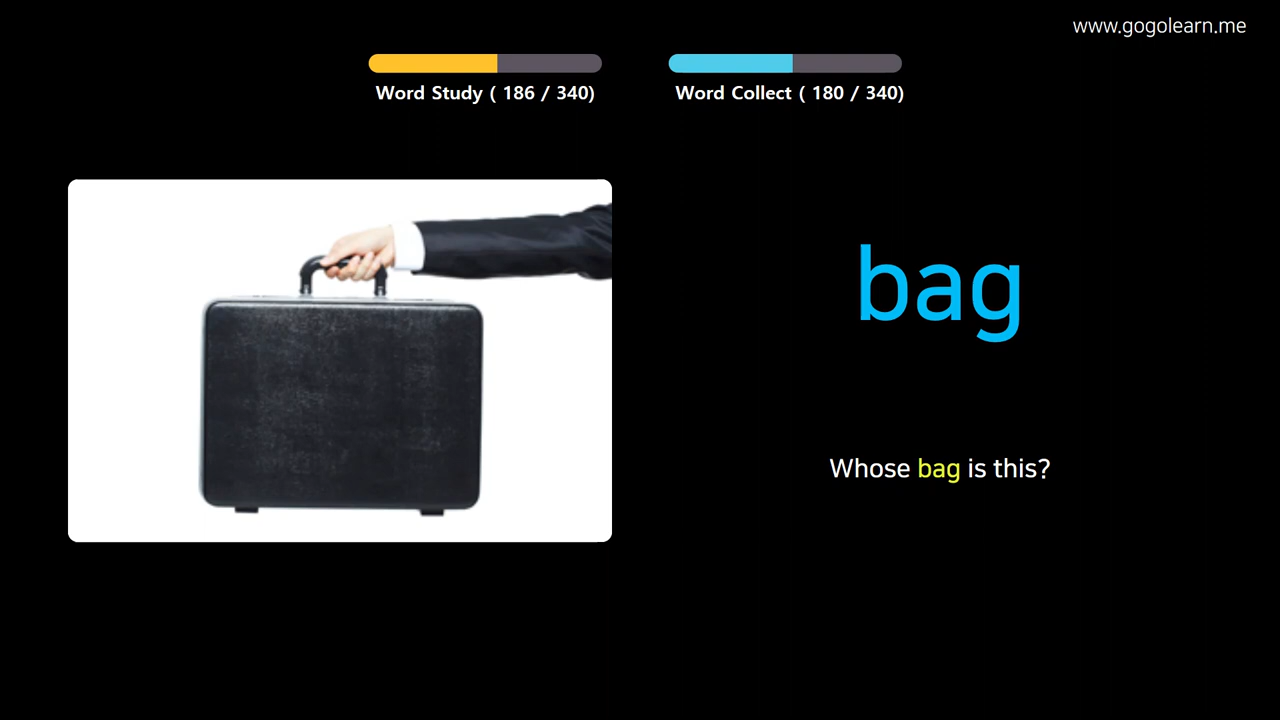 www.gogolearn.me
Word Study ( 186 / 340)
Word Collect ( 180 / 340)
bag
Whose bag is this?